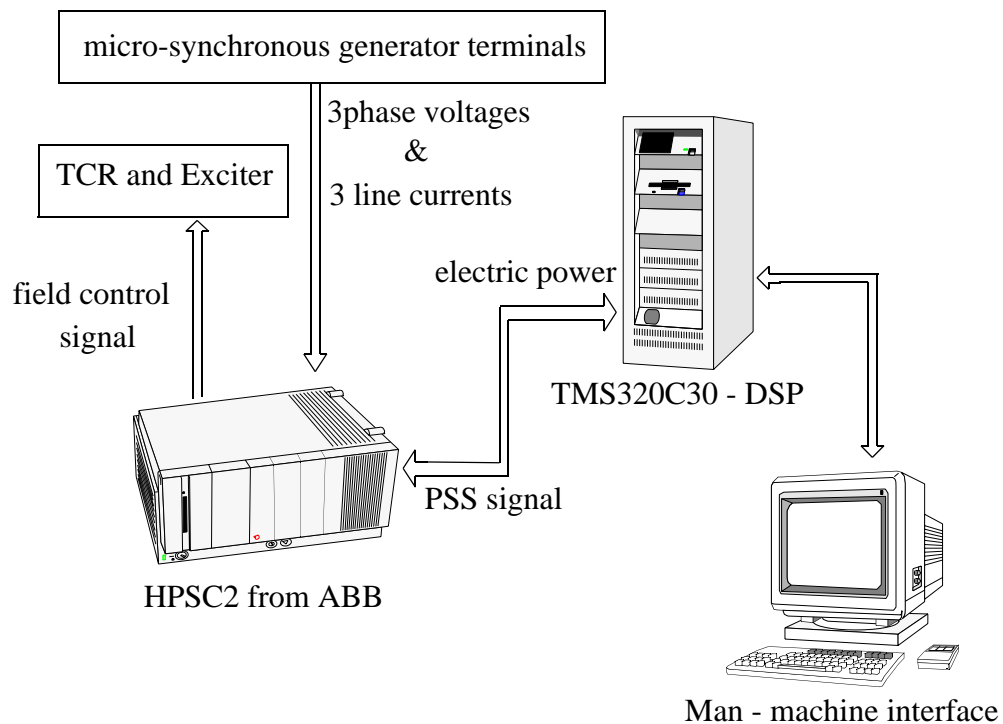 micro-synchronous generator terminals
3phase voltages
&
3 line currents
TCR and Exciter
field control
signal
electric power
TMS320C30 - DSP
PSS signal
HPSC2 from ABB
Man - machine interface